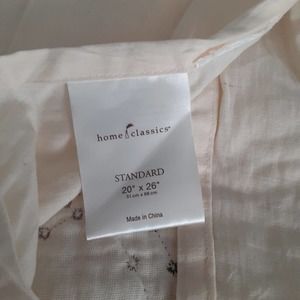 home classics®
STANDARD
20" x 26"
51 cm x 66 cm
Made in China